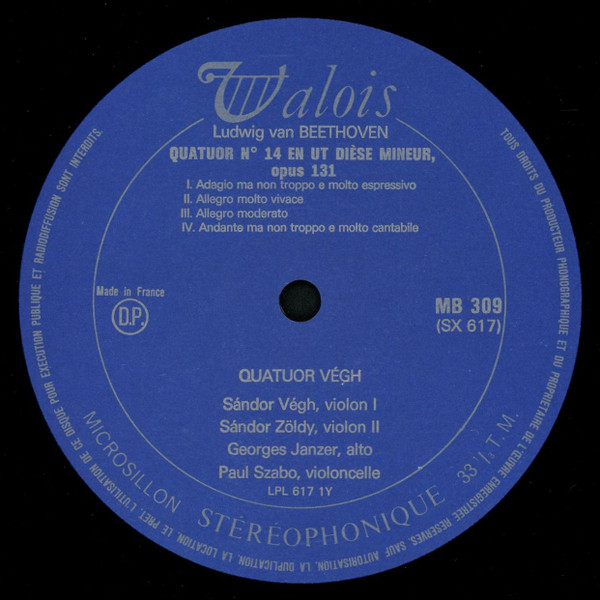 Valois
Ludwig van BEETHOVEN
QUATUOR N° 14 EN UT DIÈSE MINEUR,
opus 131
I. Adagio ma non troppo e molto espressivo
II. Allegro molto vivace
III. Allegro moderato
IV. Andante ma non troppo e molto cantabile
Made in France
D.P.
MB 309
(SX 617)
QUATUOR VÉGH
Sándor Végh, violon I
Sándor Zöldy, violon II
Georges Janzer, alto
Paul Szabo, violoncelle
LPL 617 1Y
MICROSILLON STÉRÉOPHONIQUE 33 1/3 T. M.
TOUS DROITS DU PRODUCTEUR PHONOGRAPHIQUE ET DU PROPRIETAIRE DE L'ŒUVRE ENREGISTREE RESERVES. SAUF AUTORISATION, LA DUPLICATION, LA LOCATION, LE PRET, L'UTILISATION DE CE DISQUE POUR EXECUTION PUBLIQUE ET RADIODIFFUSION SONT INTERDITS.